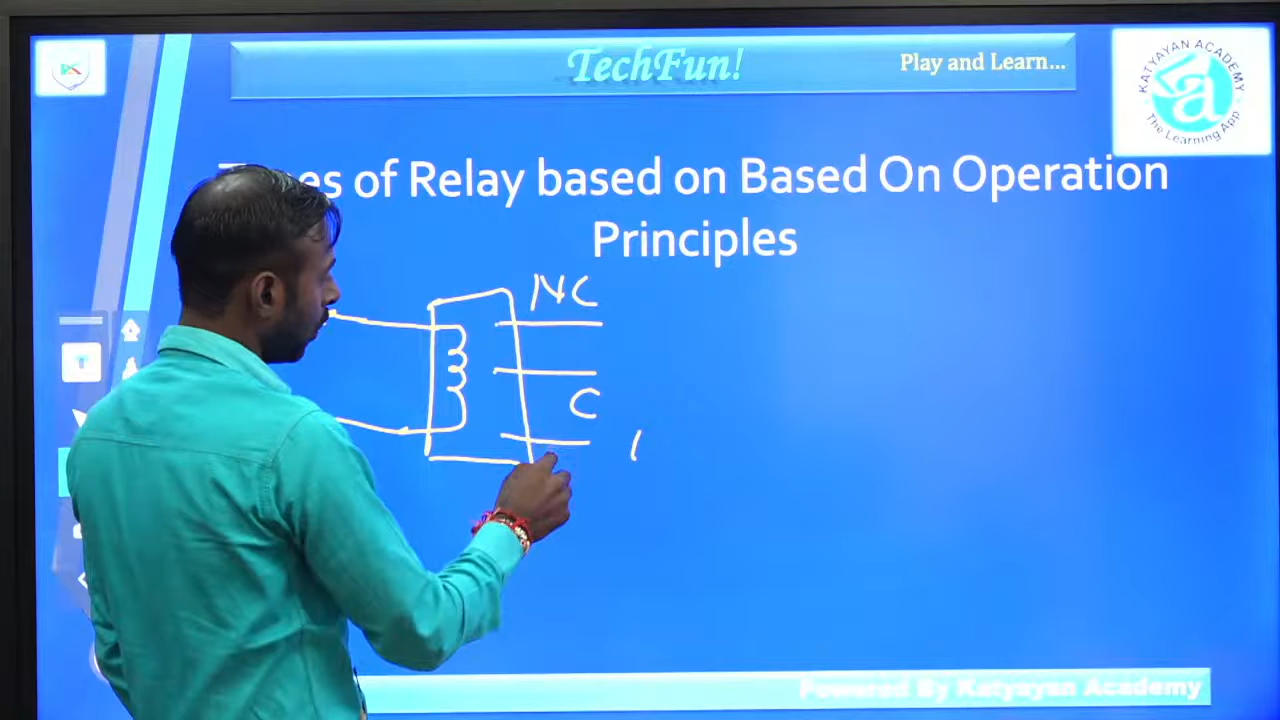 TechFun!
Play and Learn...
KATYAYAN ACADEMY
The Learning App
es of Relay based on Based On Operation
Principles
NC
C
Powered By Katyayan Academy